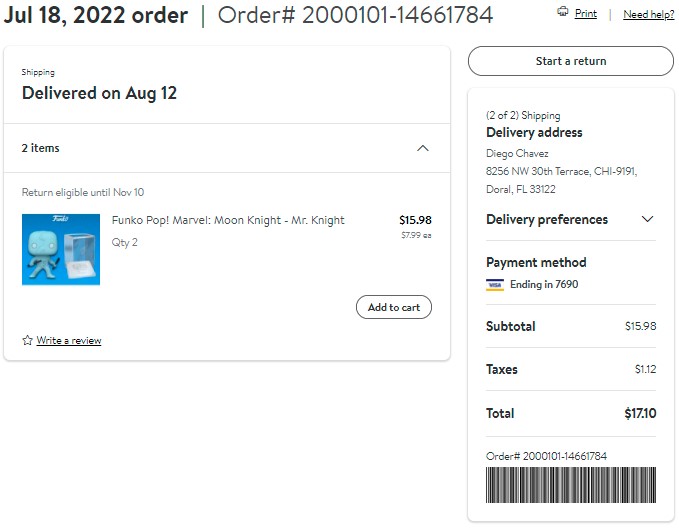 Jul 18, 2022 order | Order# 2000101-14661784
Print | Need help?
Shipping
Delivered on Aug 12
2 items
Return eligible until Nov 10
Funko
Funko Pop! Marvel: Moon Knight - Mr. Knight
$15.98
Qty 2
$7.99 ea
Add to cart
Write a review
Start a return
(2 of 2) Shipping
Delivery address
Diego Chavez
8256 NW 30th Terrace, CHI-9191,
Doral, FL 33122
Delivery preferences
Payment method
VISA Ending in 7690
Subtotal $15.98
Taxes $1.12
Total $17.10
Order# 2000101-14661784